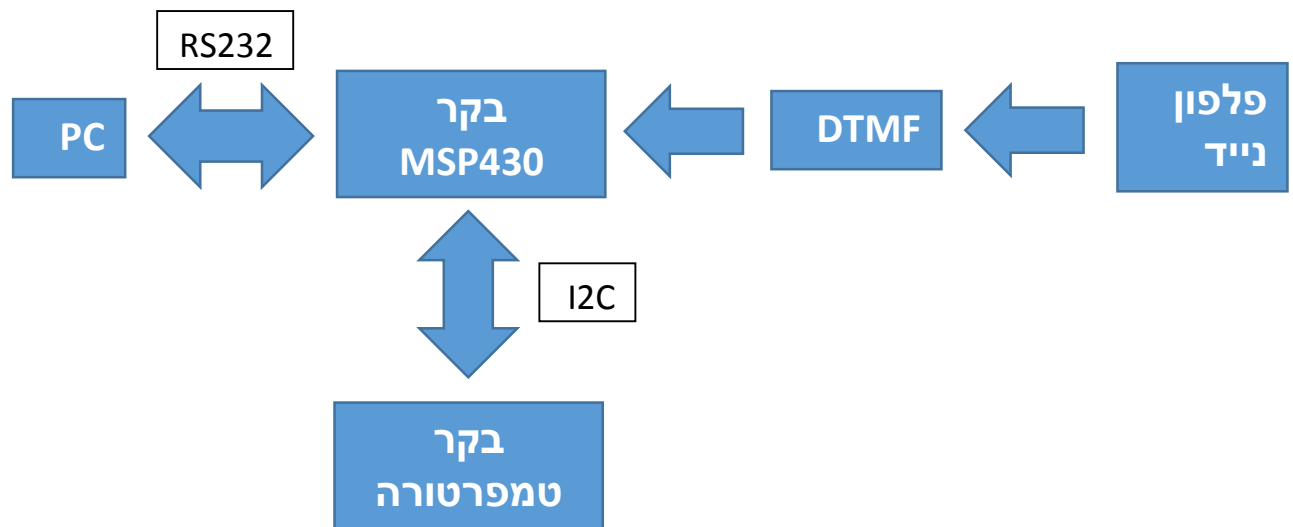 RS232
PC
בקר
MSP430
DTMF
פלפון
נייד
I2C
בקר
טמפרטורה